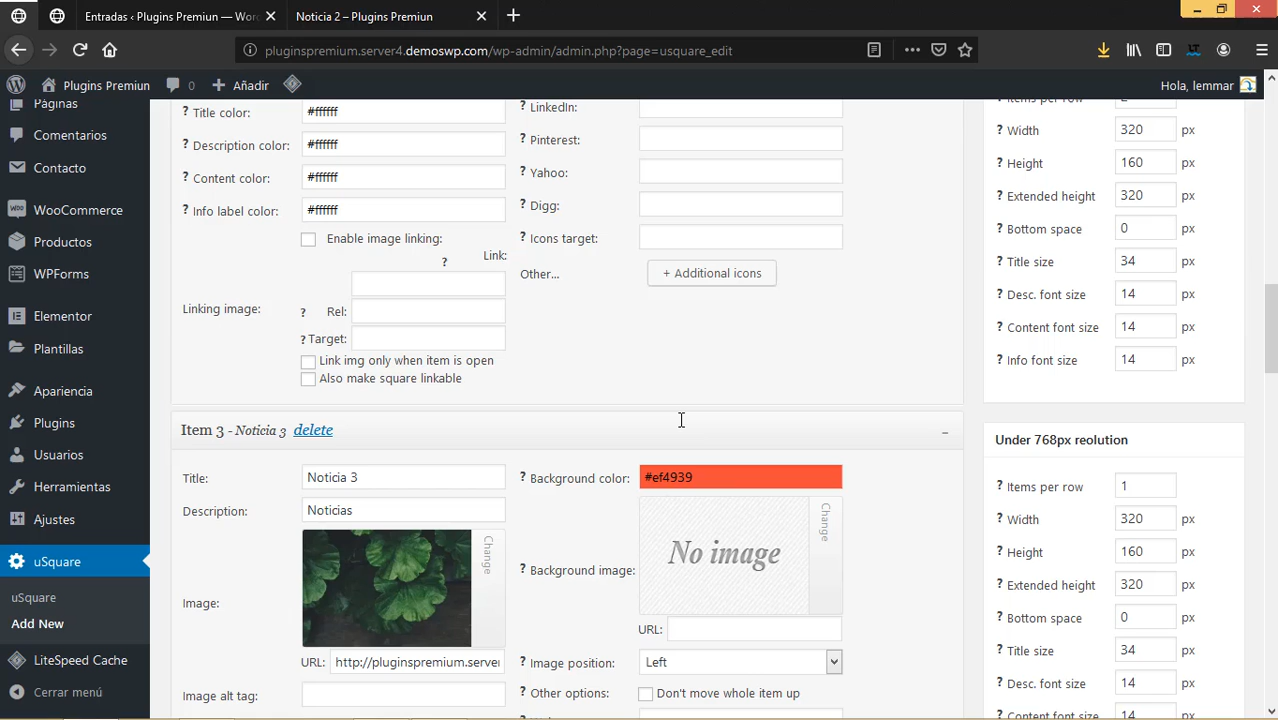 Entradas ‹ Plugins Premiun — Wor
Noticia 2 – Plugins Premiun
pluginspremium.server4.demoswp.com/wp-admin/admin.php?page=usquare_edit
Plugins Premiun
0
+ Añadir
Hola, lemmar
Páginas
Comentarios
Contacto
WooCommerce
Productos
WPForms
Elementor
Plantillas
Apariencia
Plugins
Usuarios
Herramientas
Ajustes
uSquare
uSquare
Add New
LiteSpeed Cache
Cerrar menú
? Title color:
#ffffff
? Description color:
#ffffff
? Content color:
#ffffff
? Info label color:
#ffffff
Enable image linking:
?
Link:
Linking image:
? Rel:
? Target:
Link img only when item is open
Also make square linkable
? LinkedIn:
? Pinterest:
? Yahoo:
? Digg:
? Icons target:
Other...
+ Additional icons
Item 3 - Noticia 3 delete
–
Title:
Noticia 3
Description:
Noticias
Image:
Change
URL:
http://pluginspremium.server
Image alt tag:
? Background color:
#ef4939
? Background image:
No image
Change
URL:
? Image position:
Left
? Other options:
Don't move whole item up
? Width
320
px
? Height
160
px
? Extended height
320
px
? Bottom space
0
px
? Title size
34
px
? Desc. font size
14
px
? Content font size
14
px
? Info font size
14
px
Under 768px reolution
? Items per row
1
? Width
320
px
? Height
160
px
? Extended height
320
px
? Bottom space
0
px
? Title size
34
px
? Desc. font size
14
px
? Content font size
14
px